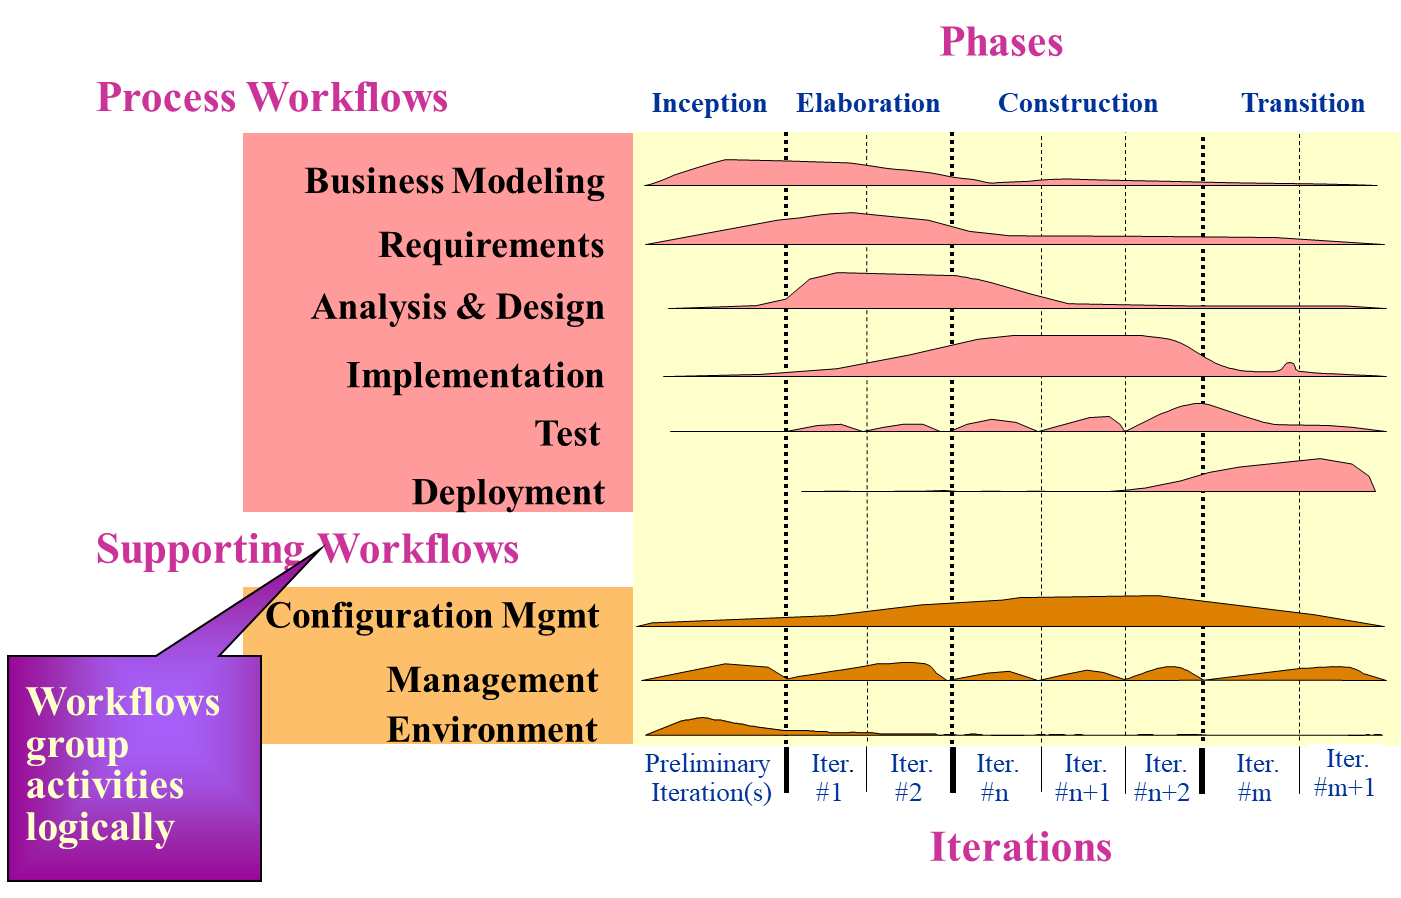 Phases
Process Workflows
Inception Elaboration Construction Transition
Business Modeling
Requirements
Analysis & Design
Implementation
Test
Deployment
Supporting Workflows
Configuration Mgmt
Management
Environment
Workflows
group
activities
logically
Preliminary
Iteration(s)
Iter.
#1
Iter.
#2
Iter.
#n
Iter.
#n+1
Iter.
#n+2
Iter.
#m
Iter.
#m+1
Iterations